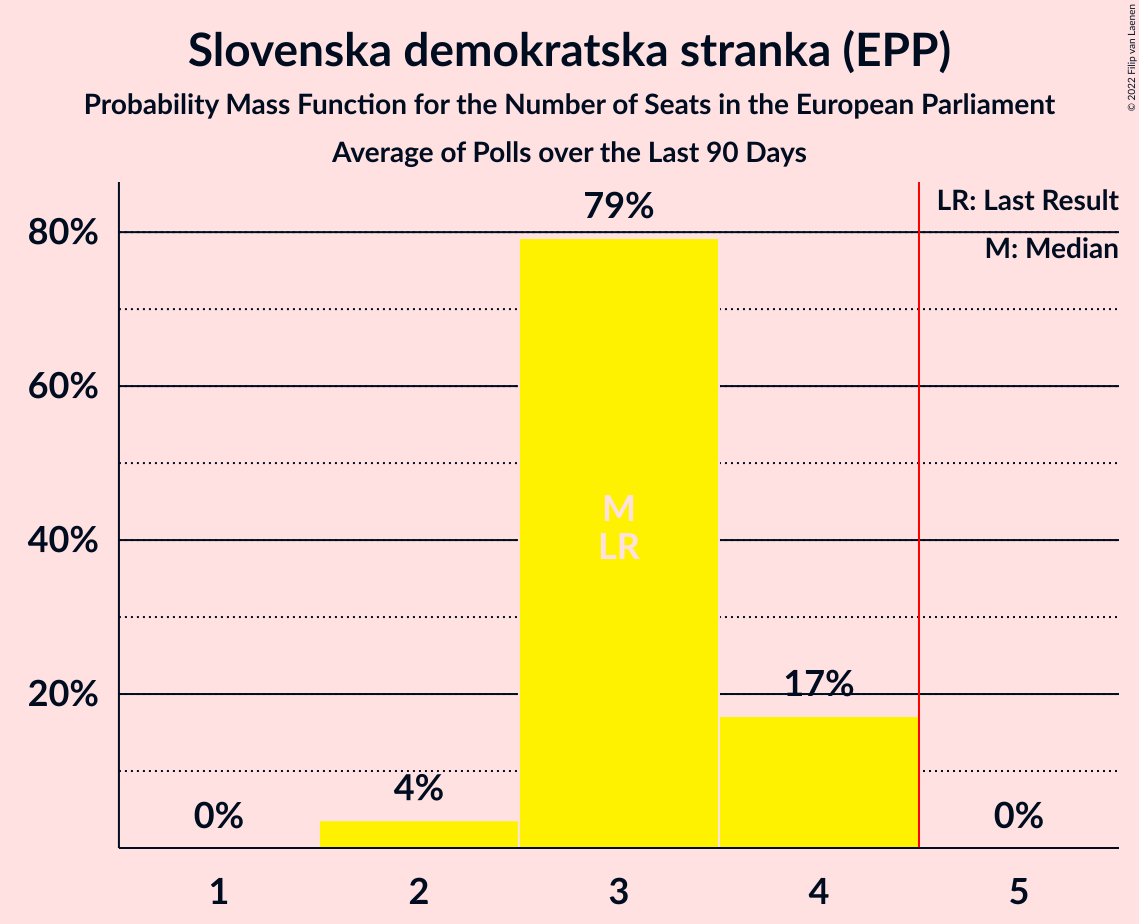 Slovenska demokratska stranka (EPP)
Probability Mass Function for the Number of Seats in the European Parliament
Average of Polls over the Last 90 Days
© 2022 Filip van Laenen
LR: Last Result
M: Median
80%
60%
40%
20%
0%
4%
79%
M
LR
17%
0%
1
2
3
4
5